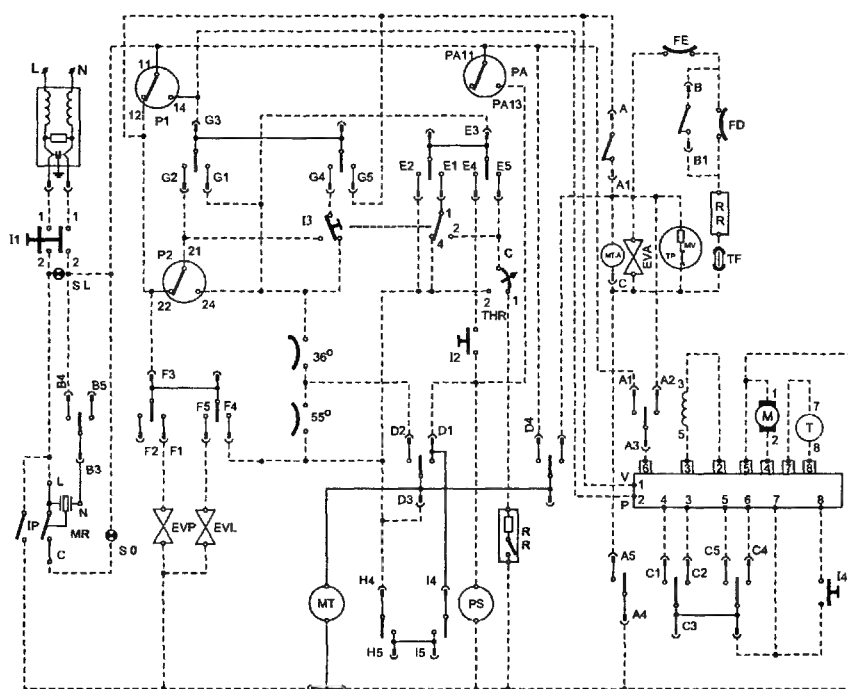 L N
11
12
14
P1
G3
PA11
PA
PA13
FE
A
B
FD
B1
A1
E3
E2 E1 E4 E5
G2 G1
G4 G5
1 1
I1
2 2
I3
1
4
2
C
R R
MT-A
C
EVA
MV
TP
TF
S L
21
P2
22 24
2 1
THR
I2
36º
55º
B4 B5
B3
F3
F5 F4
F2 F1
D2 D1
D4
D3
A1 A2
A3
3
5
1
M
2
7
T
8
6 3 2 5 4 7 8
V 1
P 2
4 3 5 6 7 8
L
N
IP
MR
C
S 0
EVP EVL
R R
C1 C2
C5 C4
C3
I4
A5
A4
MT
H4
H5
I4
I5
PS